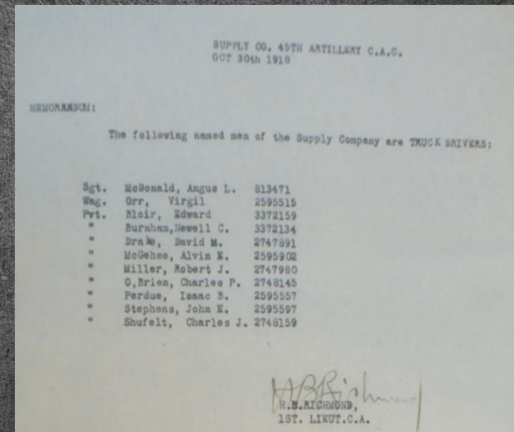 SUPPLY CO. 45TH ARTILLERY C.A.C.
OCT 30th 1918
MEMORANDUM:
The following named men of the Supply Company are TRUCK DRIVERS:
Sgt. McDonald, Angus L. 813471
Wag. Orr, Virgil 2595515
Pvt. Bloir, Edward 3372159
" Burnham, Newell C. 3372134
" Drake, David M. 2747891
" McGehee, Alvin E. 2595902
" Miller, Robert J. 2747980
" O,Brien, Charles P. 2748145
" Perdue, Isaac B. 2595557
" Stephens, John E. 2595597
" Shufelt, Charles J. 2748159
HBRichmond
H.B.RICHMOND,
1ST. LIEUT.C.A.